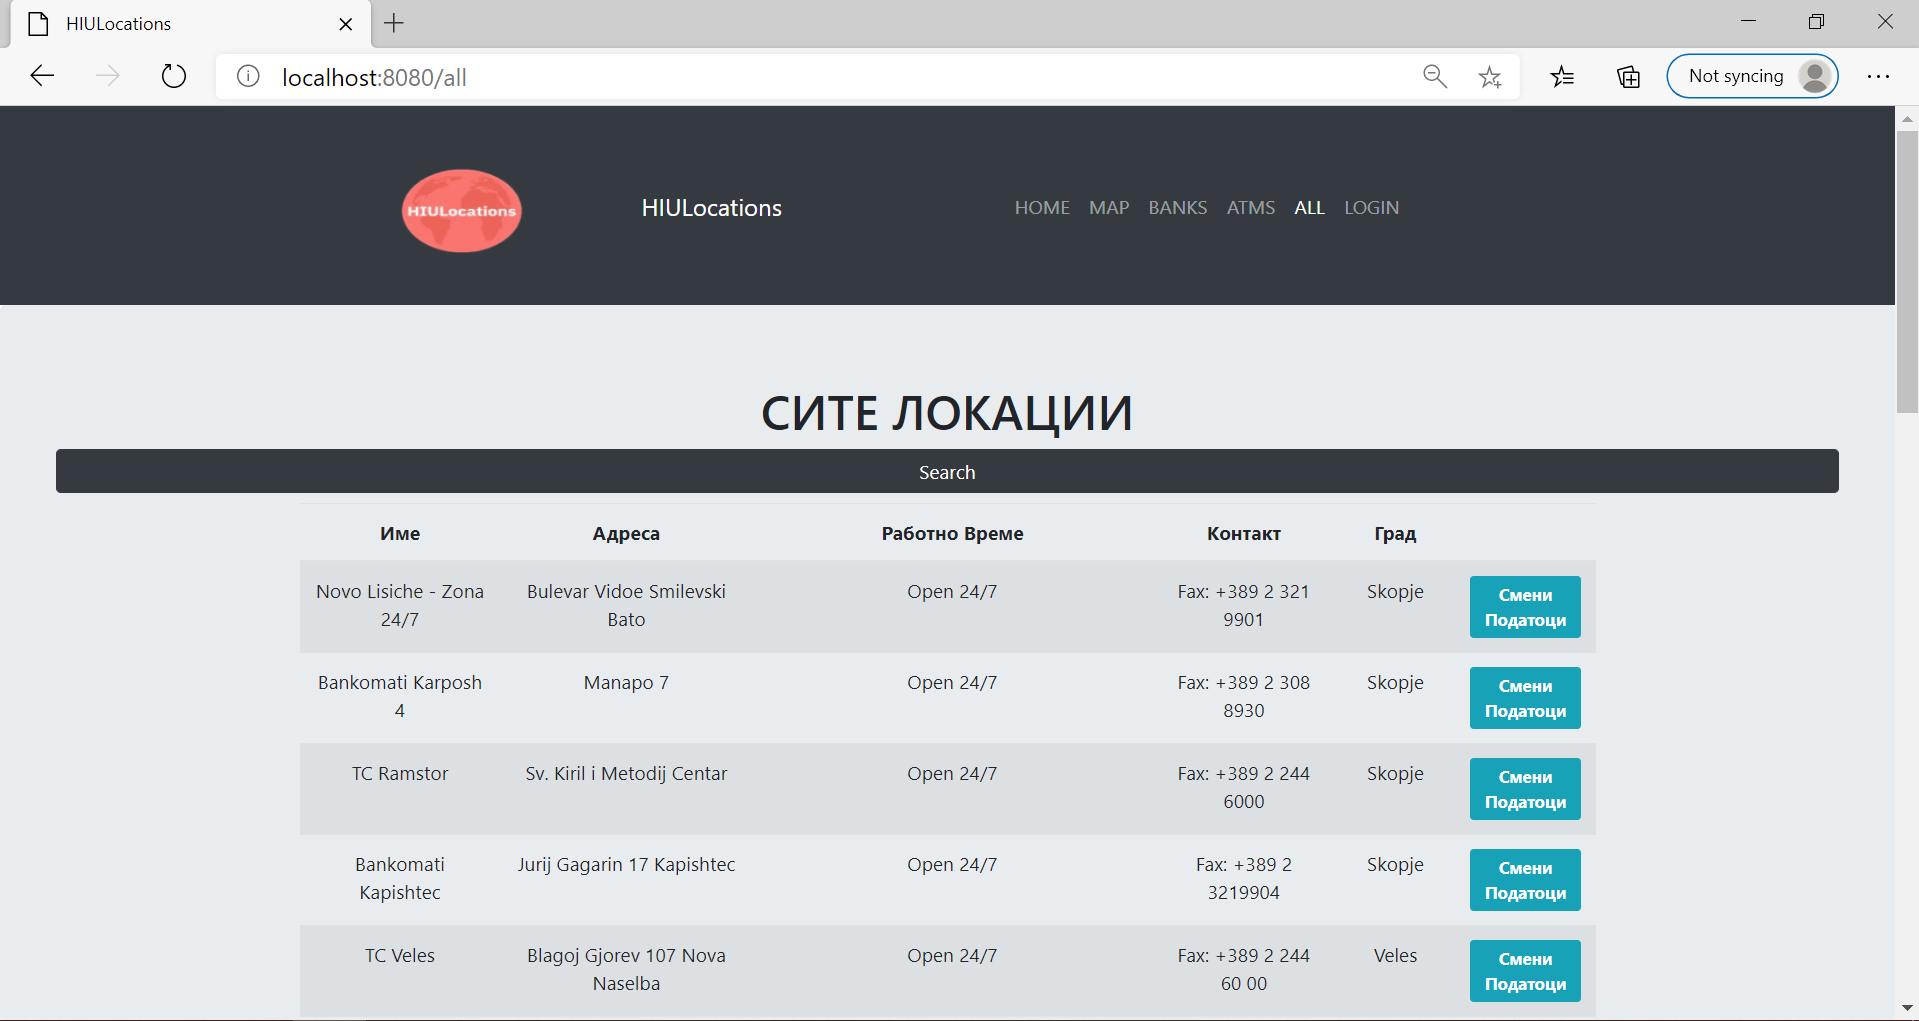 HIULocations
localhost:8080/all
Not syncing
HIULocations
HIULocations
HOME MAP BANKS ATMS ALL LOGIN
СИТЕ ЛОКАЦИИ
Search
Име Адреса Работно Време Контакт Град
Novo Lisiche - Zona Bulevar Vidoe Smilevski Open 24/7 Fax: +389 2 321 Skopje Смени
24/7 Bato 9901 Податоци
Bankomati Karposh Manapo 7 Open 24/7 Fax: +389 2 308 Skopje Смени
4 8930 Податоци
TC Ramstor Sv. Kiril i Metodij Centar Open 24/7 Fax: +389 2 244 Skopje Смени
6000 Податоци
Bankomati Jurij Gagarin 17 Kapishtec Open 24/7 Fax: +389 2 Skopje Смени
Kapishtec 3219904 Податоци
TC Veles Blagoj Gjorev 107 Nova Open 24/7 Fax: +389 2 244 Veles Смени
Naselba 60 00 Податоци